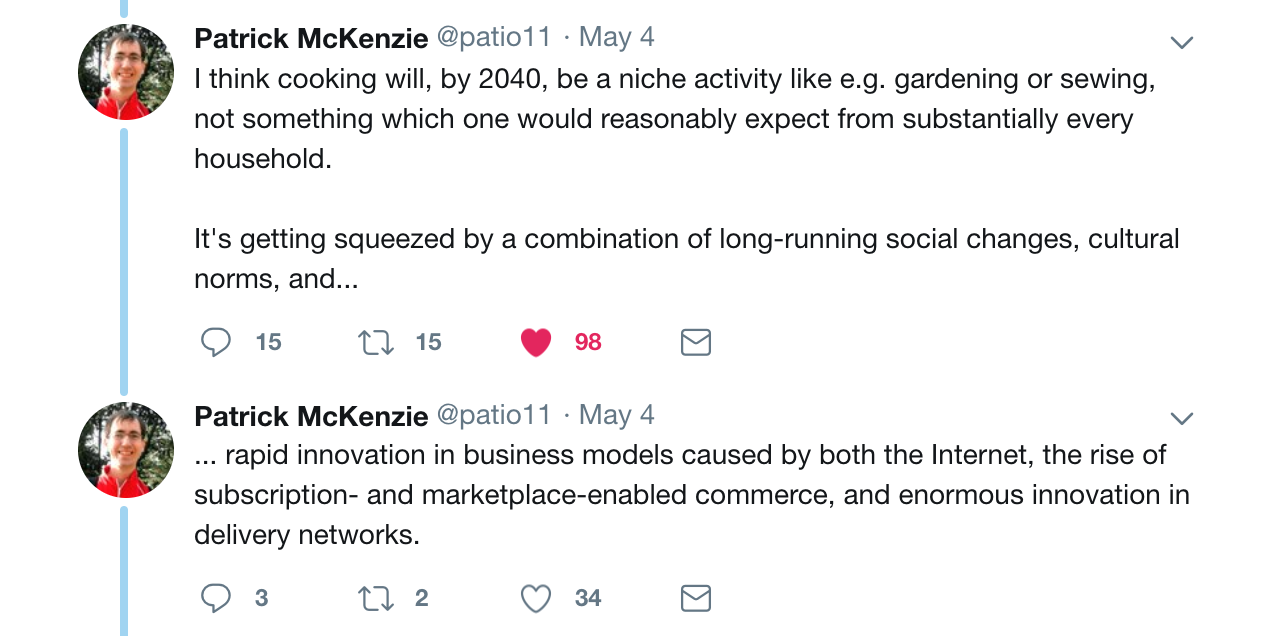 Patrick McKenzie @patio11 · May 4
I think cooking will, by 2040, be a niche activity like e.g. gardening or sewing,
not something which one would reasonably expect from substantially every
household.
It's getting squeezed by a combination of long-running social changes, cultural
norms, and...
15 15 98
Patrick McKenzie @patio11 · May 4
... rapid innovation in business models caused by both the Internet, the rise of
subscription- and marketplace-enabled commerce, and enormous innovation in
delivery networks.
3 2 34